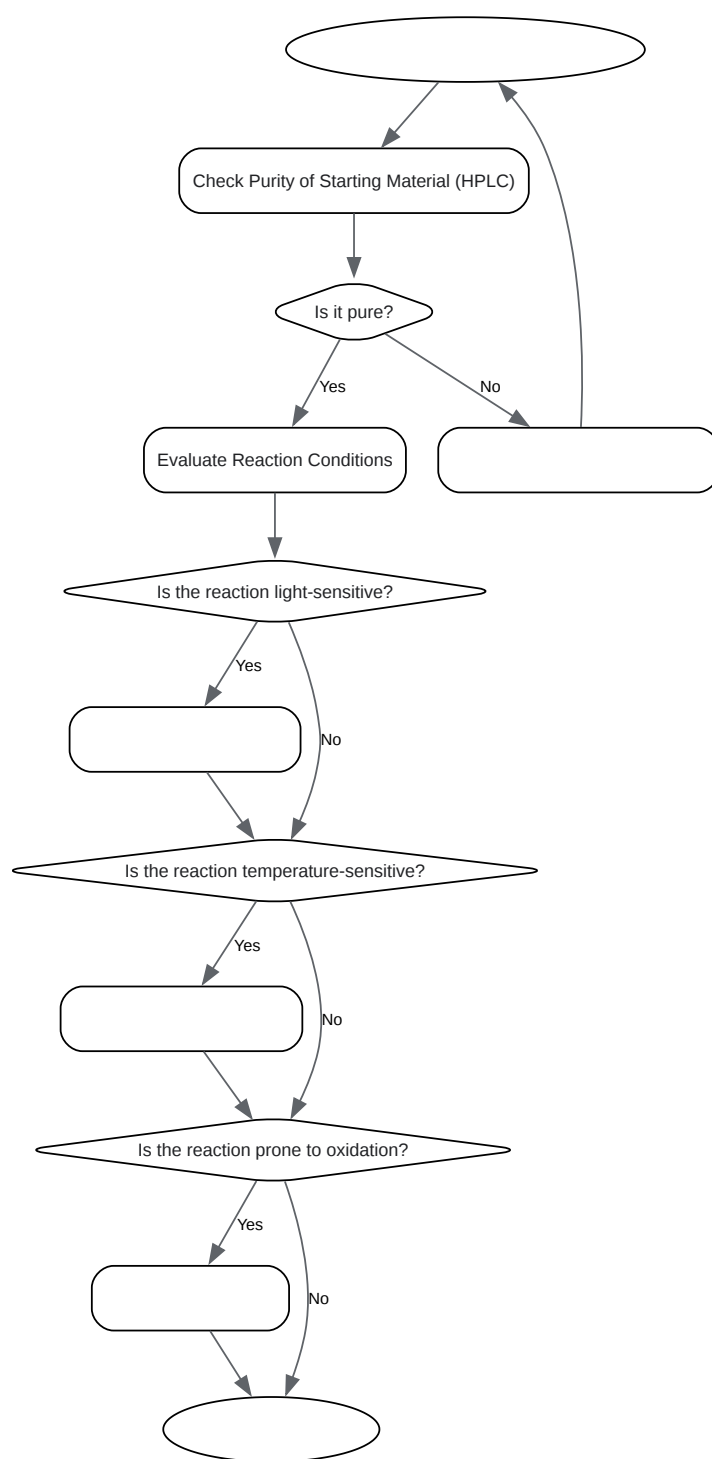 Check Purity of Starting Material (HPLC)
Is it pure?
Yes
No
Evaluate Reaction Conditions
Is the reaction light-sensitive?
Yes
No
Is the reaction temperature-sensitive?
Yes
No
Is the reaction prone to oxidation?
Yes
No